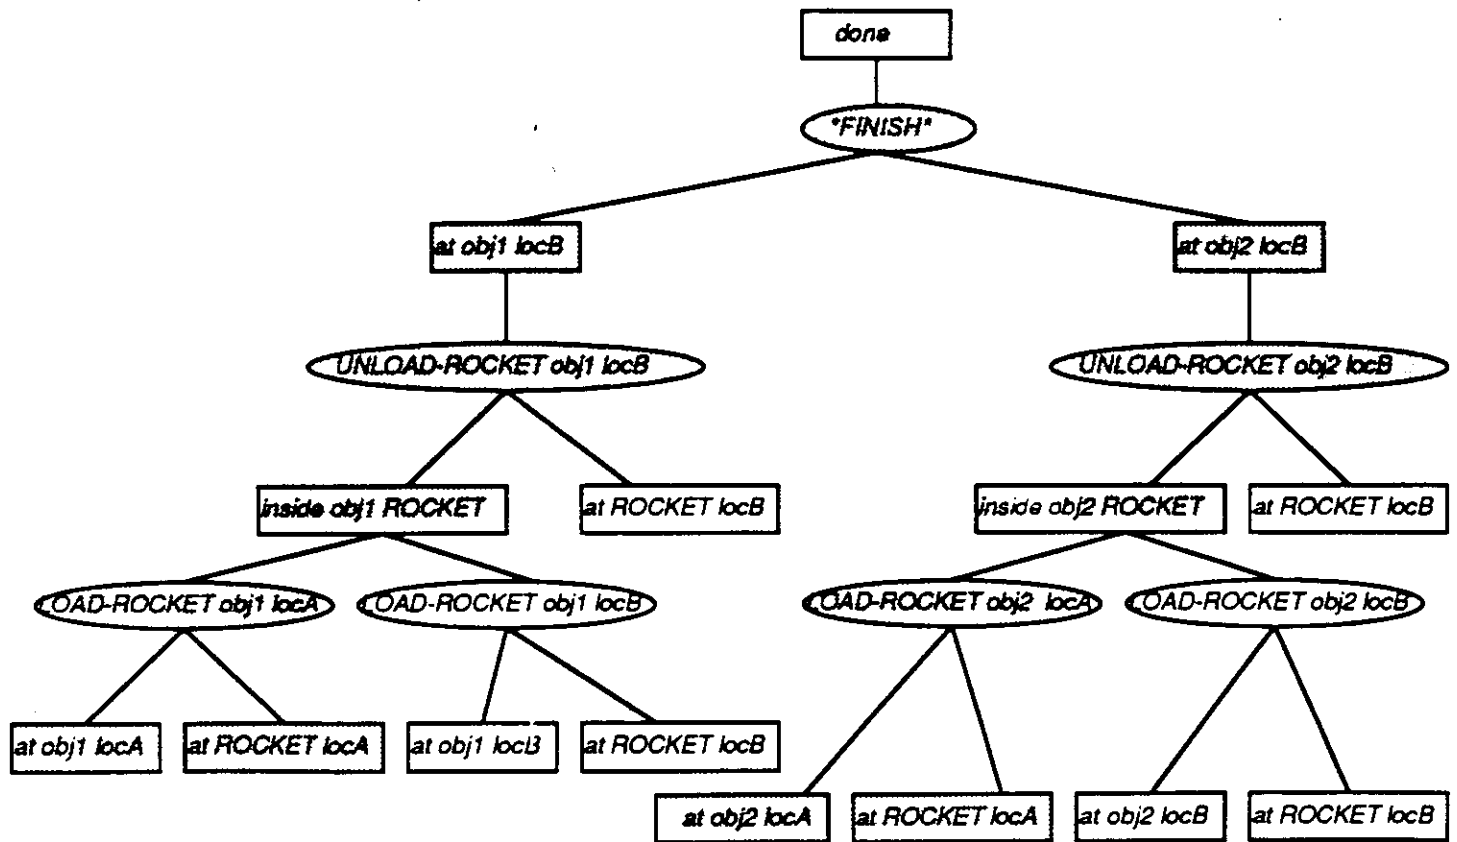 done
*FINISH*
at obj1 locB
at obj2 locB
UNLOAD-ROCKET obj1 locB
UNLOAD-ROCKET obj2 locB
inside obj1 ROCKET
at ROCKET locB
inside obj2 ROCKET
at ROCKET locB
LOAD-ROCKET obj1 locA
LOAD-ROCKET obj1 locB
LOAD-ROCKET obj2 locA
LOAD-ROCKET obj2 locB
at obj1 locA
at ROCKET locA
at obj1 locB
at ROCKET locB
at obj2 locA
at ROCKET locA
at obj2 locB
at ROCKET locB